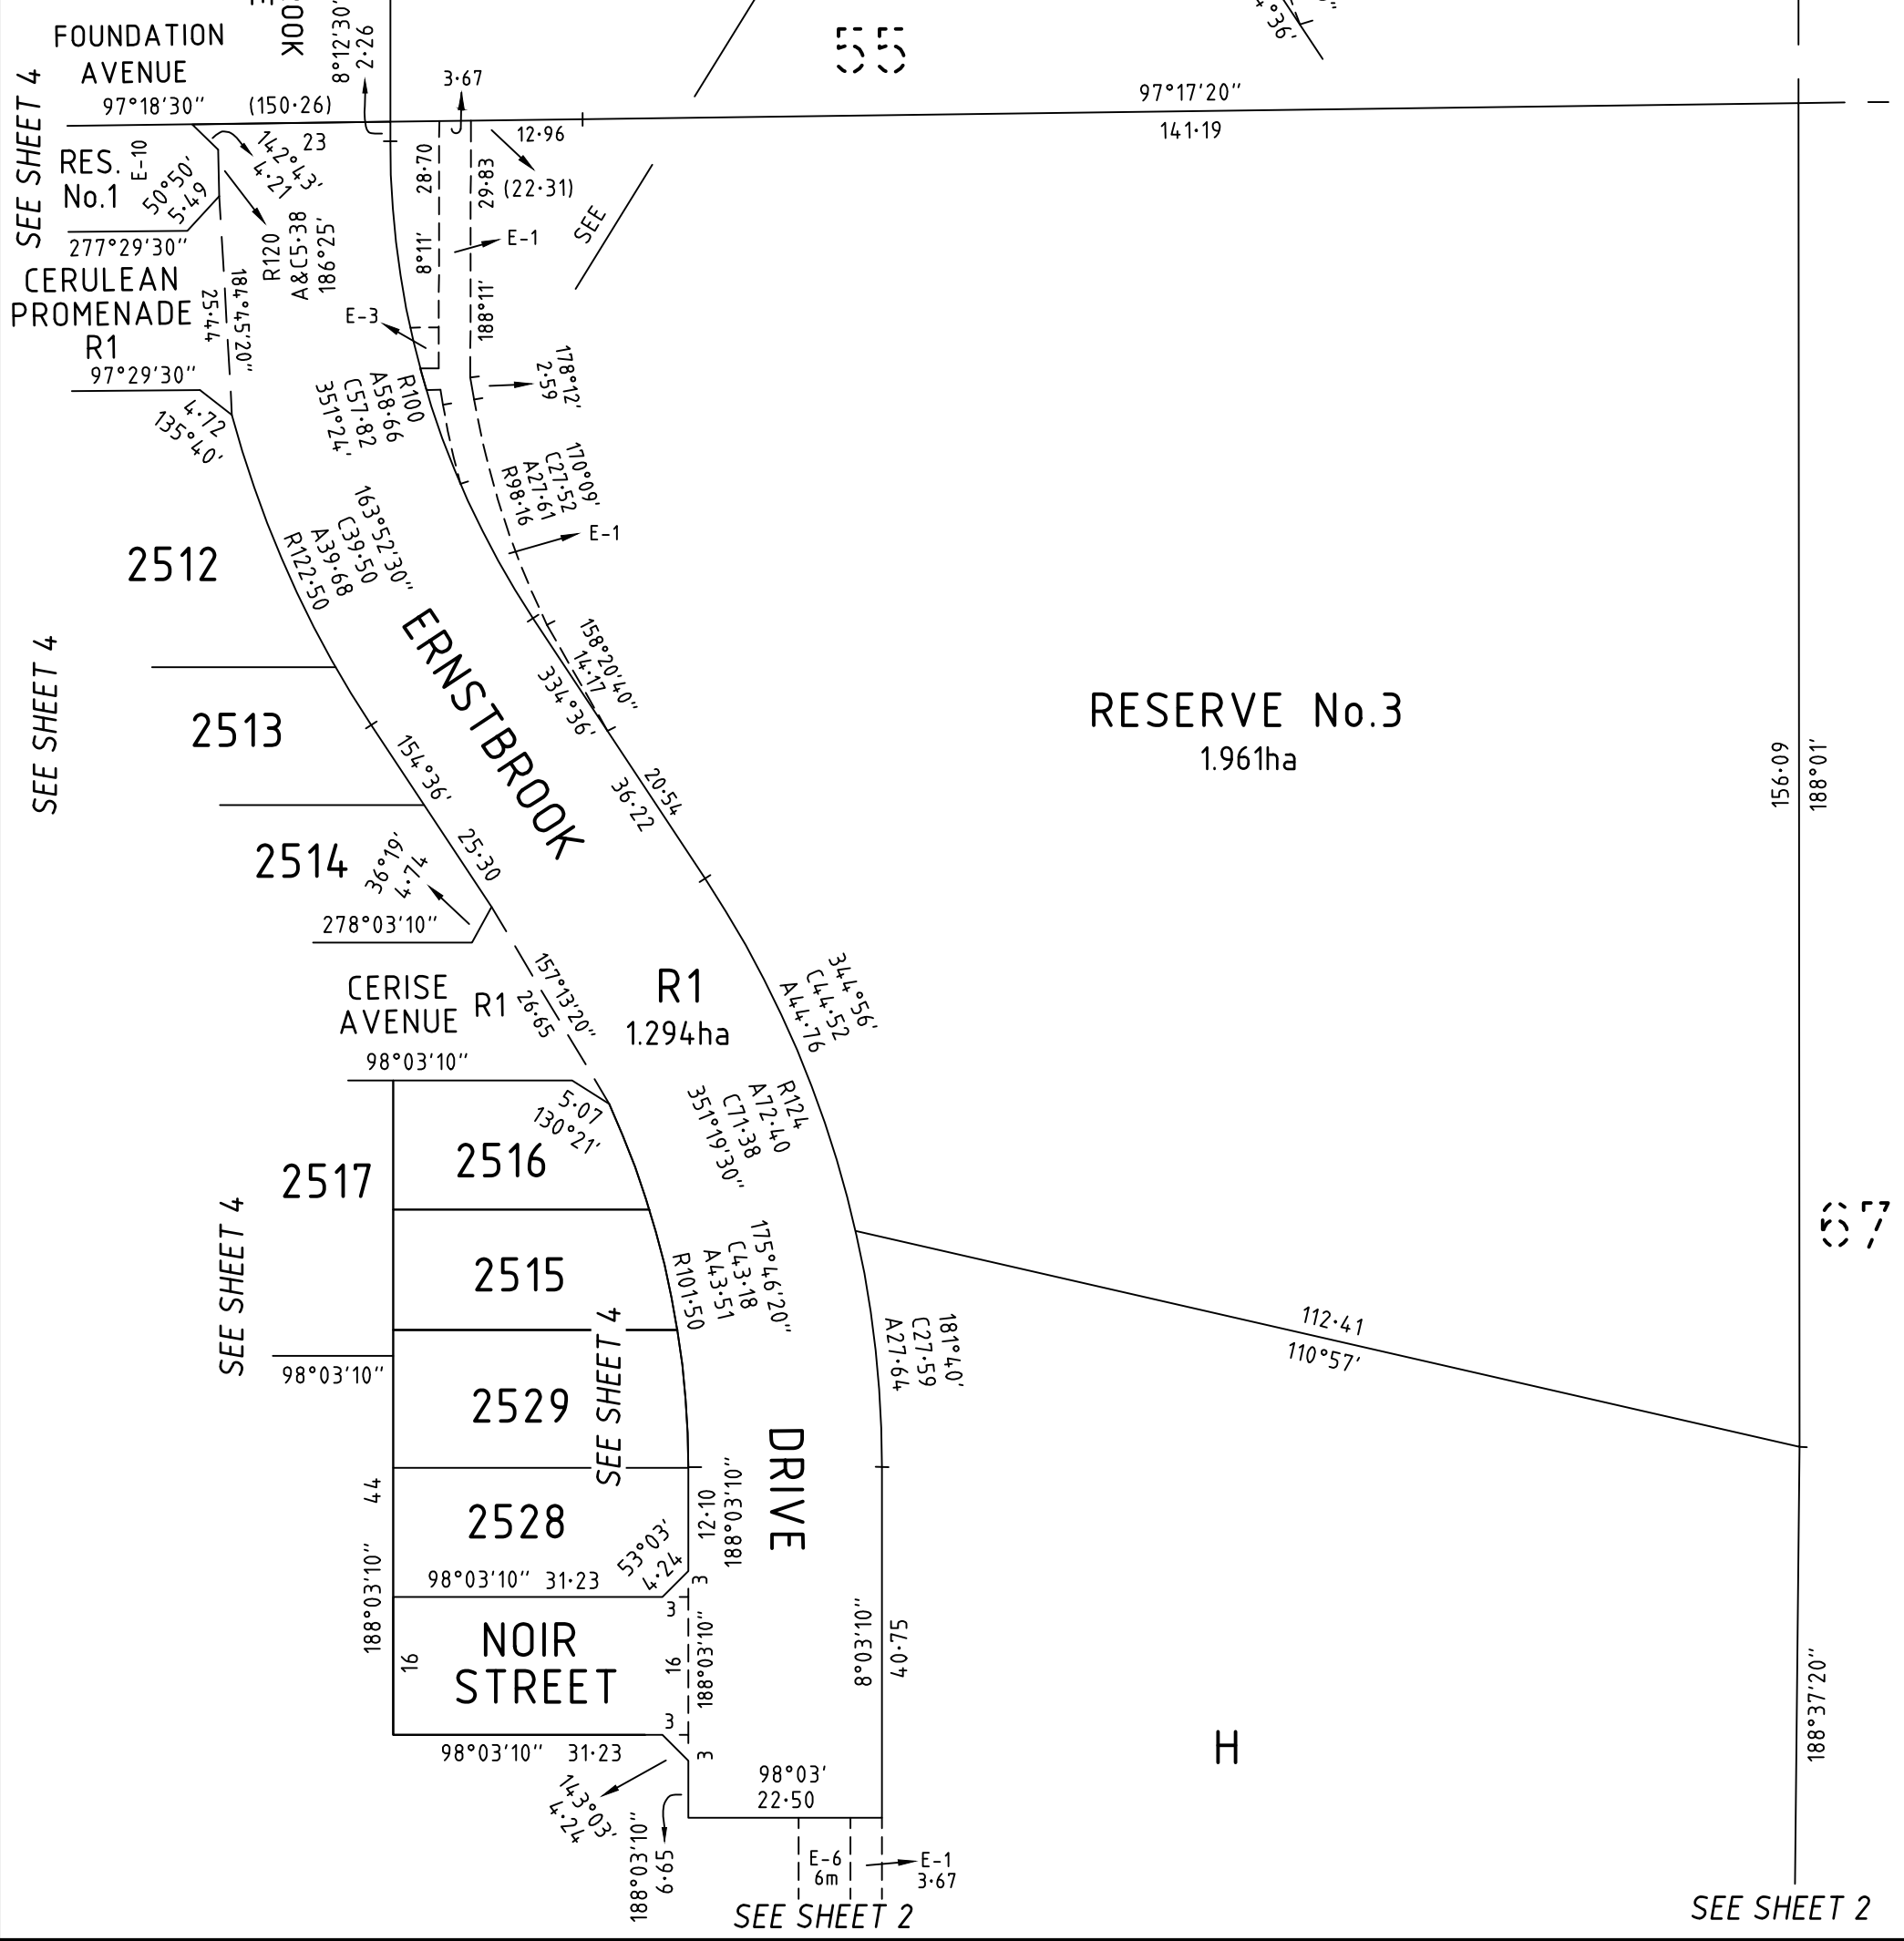 FOUNDATION
AVENUE
97°18'30"
(150·26)
OOK
8°12'30"
2·26
3·67
55
°36'
97°17'20"
141·19
SEE SHEET 4
RES.
No.1
E-10
50°50'
5·49
277°29'30"
142°43'
4·21
23
R120
A&C5·38
186°25'
28·70
8°11'
29·83
188°11'
12·96
(22·31)
E-1
SEE
CERULEAN
PROMENADE
R1
97°29'30"
184°45'20"
25·44
E-3
4·72
135°40'
R100
A58·66
C57·82
351°24'
178°12'
2·59
170°09'
C27·52
A27·61
R98·16
E-1
163°52'30"
C39·50
A39·68
R122·50
2512
ERNSTBROOK
158°20'40"
14·17
334°36'
SEE SHEET 4
2513
154°36'
20·54
36·22
RESERVE No.3
1.961ha
156·09
188°01'
2514
36°19'
4·74
25·30
278°03'10"
CERISE
AVENUE
R1
157°13'20"
26·65
R1
1.294ha
344°56'
C44·52
A44·76
98°03'10"
5·07
130°21'
R124
A72·40
C71·38
351°19'30"
2516
2517
SEE SHEET 4
2515
175°46'20"
C43·18
A43·51
R101·50
67
112·41
110°57'
181°40'
C27·59
A27·64
98°03'10"
2529
SEE SHEET 4
DRIVE
44
188°03'10"
2528
12·10
188°03'10"
53°03'
4·24
98°03'10" 31·23
3
3
NOIR
STREET
16
16
188°03'10"
8°03'10"
40·75
3
3
98°03'10" 31·23
143°03'
4·24
188°03'10"
6·65
98°03'
22·50
H
188°37'20"
E-6
6m
E-1
3·67
SEE SHEET 2
SEE SHEET 2